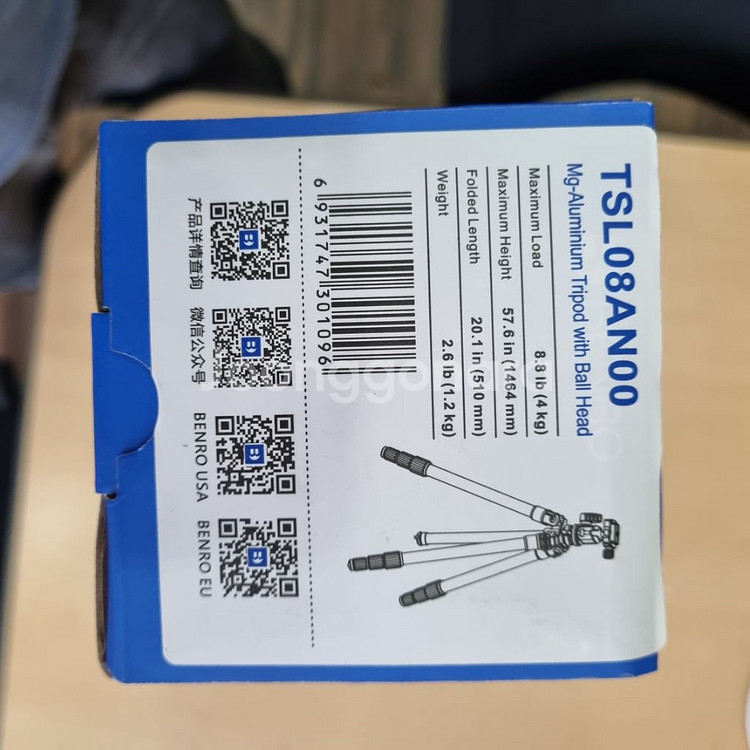 TSL08AN00
Mg-Aluminium Tripod with Ball Head
Maximum Load 8.8 lb (4 kg)
Maximum Height 57.6 in (1464 mm)
Folded Length 20.1 in (510 mm)
Weight 2.6 lb (1.2 kg)
6 931747 301096
产品详情查询
微信公众号
BENRO USA
BENRO EU